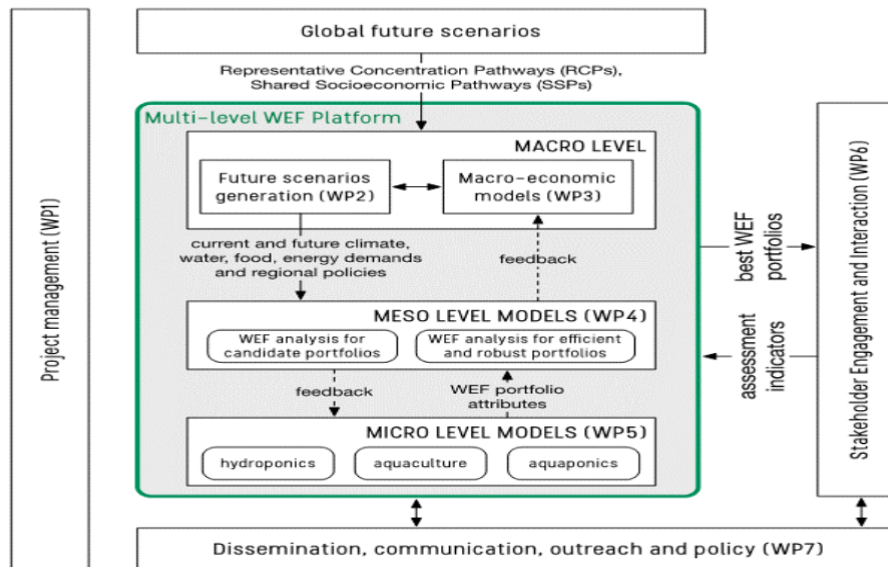 Global future scenarios
Representative Concentration Pathways (RCPs),
Shared Socioeconomic Pathways (SSPs)
Multi-level WEF Platform
MACRO LEVEL
Future scenarios
generation (WP2)
Macro-economic
models (WP3)
current and future climate,
water, food, energy demands
and regional policies
feedback
MESO LEVEL MODELS (WP4)
WEF analysis for
candidate portfolios
WEF analysis for efficient
and robust portfolios
feedback
WEF portfolio
attributes
MICRO LEVEL MODELS (WP5)
hydroponics
aquaculture
aquaponics
Project management (WP1)
best WEF
portfolios
assessment
indicators
Stakeholder Engagement and Interaction (WP6)
Dissemination, communication, outreach and policy (WP7)